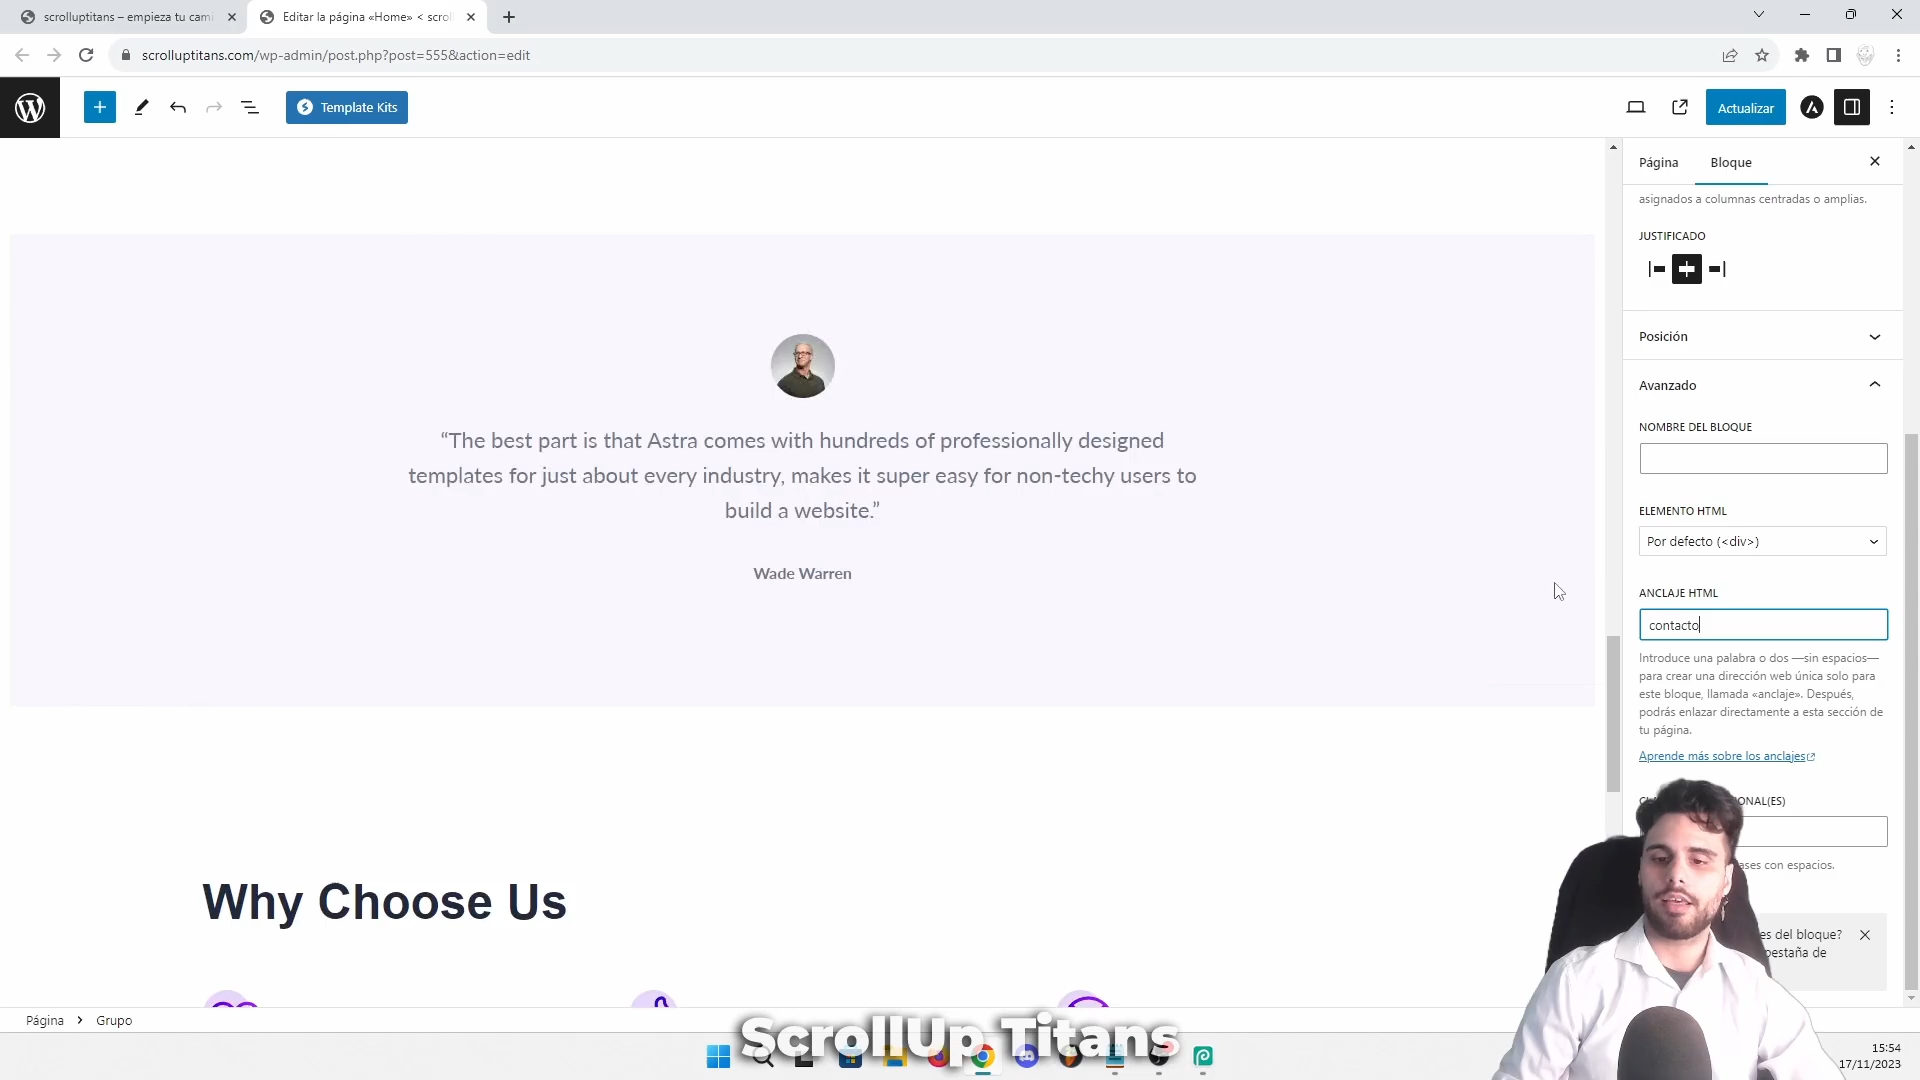 scrolluptitans – empieza tu cami
Editar la página «Home» < scroll
scrolluptitans.com/wp-admin/post.php?post=555&action=edit
Template Kits
Actualizar
Página
Bloque
asignados a columnas centradas o amplias.
JUSTIFICADO
Posición
Avanzado
NOMBRE DEL BLOQUE
ELEMENTO HTML
Por defecto (<div>)
ANCLAJE HTML
contacto
Introduce una palabra o dos —sin espacios—
para crear una dirección web única solo para
este bloque, llamada «anclaje». Después,
podrás enlazar directamente a esta sección de
tu página.
Aprende más sobre los anclajes
ONAL(ES)
ases con espacios.
es del bloque?
pestaña de
“The best part is that Astra comes with hundreds of professionally designed
templates for just about every industry, makes it super easy for non-techy users to
build a website.”
Wade Warren
Why Choose Us
Página > Grupo
ScrollUp Titans
15:54
17/11/2023